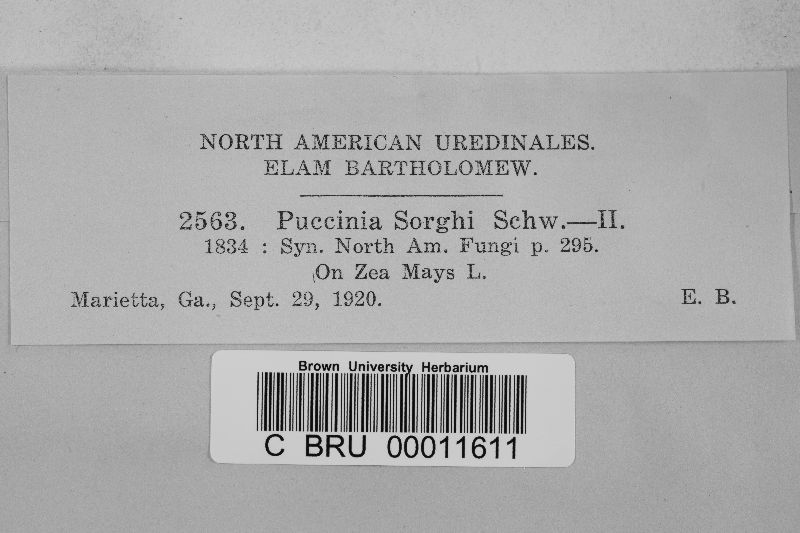 NORTH AMERICAN UREDINALES.
ELAM BARTHOLOMEW.
2563. Puccinia Sorghi Schw.—II.
1834 : Syn. North Am. Fungi p. 295.
On Zea Mays L.
Marietta, Ga., Sept. 29, 1920. E. B.
Brown University Herbarium
C BRU 00011611